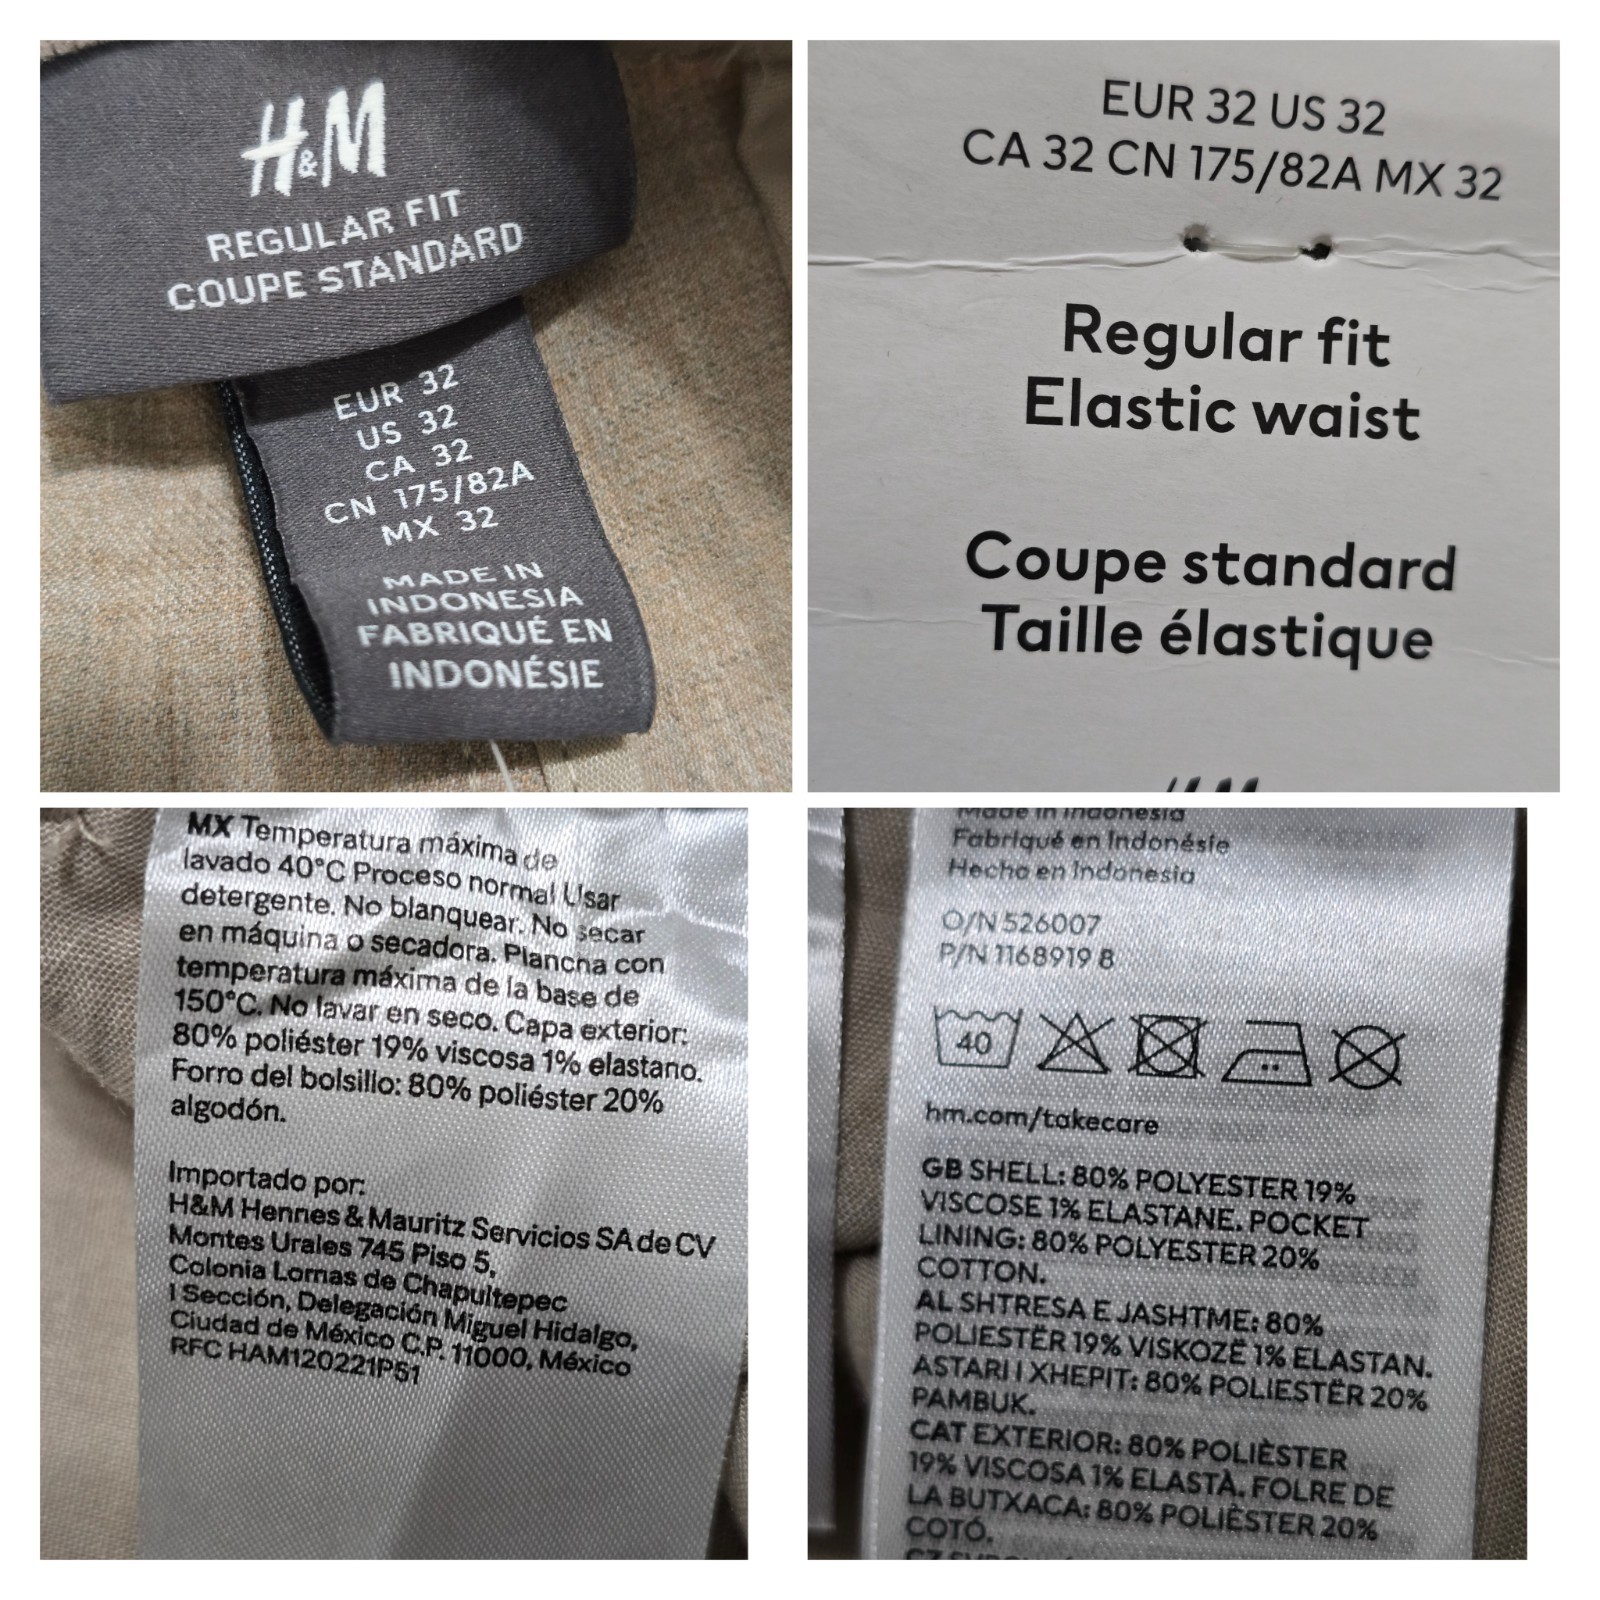 H&M
REGULAR FIT
COUPE STANDARD
EUR 32
US 32
CA 32
CN 175/82A
MX 32
MADE IN
INDONESIA
FABRIQUÉ EN
INDONÉSIE
EUR 32 US 32
CA 32 CN 175/82A MX 32
Regular fit
Elastic waist
Coupe standard
Taille élastique
MX Temperatura máxima de
lavado 40°C Proceso normal Usar
detergente. No blanquear. No secar
en máquina o secadora. Plancha con
temperatura máxima de la base de
150°C. No lavar en seco. Capa exterior:
80% poliéster 19% viscosa 1% elastano.
Forro del bolsillo: 80% poliéster 20%
algodón.
Importado por:
H&M Hennes & Mauritz Servicios SA de CV
Montes Urales 745 Piso 5,
Colonia Lomas de Chapultepec
I Sección, Delegación Miguel Hidalgo,
Ciudad de México C.P. 11000, México
RFC HAM120221P51
Made in Indonesia
Fabriqué en Indonésie
Hecho en Indonesia
O/N 526007
P/N 1168919 8
40
hm.com/takecare
GB SHELL: 80% POLYESTER 19%
VISCOSE 1% ELASTANE. POCKET
LINING: 80% POLYESTER 20%
COTTON.
AL SHTRESA E JASHTME: 80%
POLIESTËR 19% VISKOZË 1% ELASTAN.
ASTARI I XHEPIT: 80% POLIESTËR 20%
PAMBUK.
CAT EXTERIOR: 80% POLIÈSTER
19% VISCOSA 1% ELASTÀ. FOLRE DE
LA BUTXACA: 80% POLIÈSTER 20%
COTÓ.